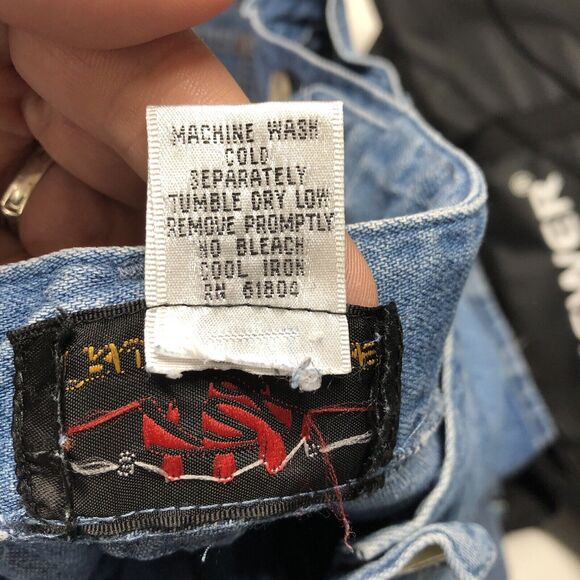 MACHINE WASH
COLD
SEPARATELY
TUMBLE DRY LOW
REMOVE PROMPTLY
NO BLEACH
COOL IRON
RN 61804